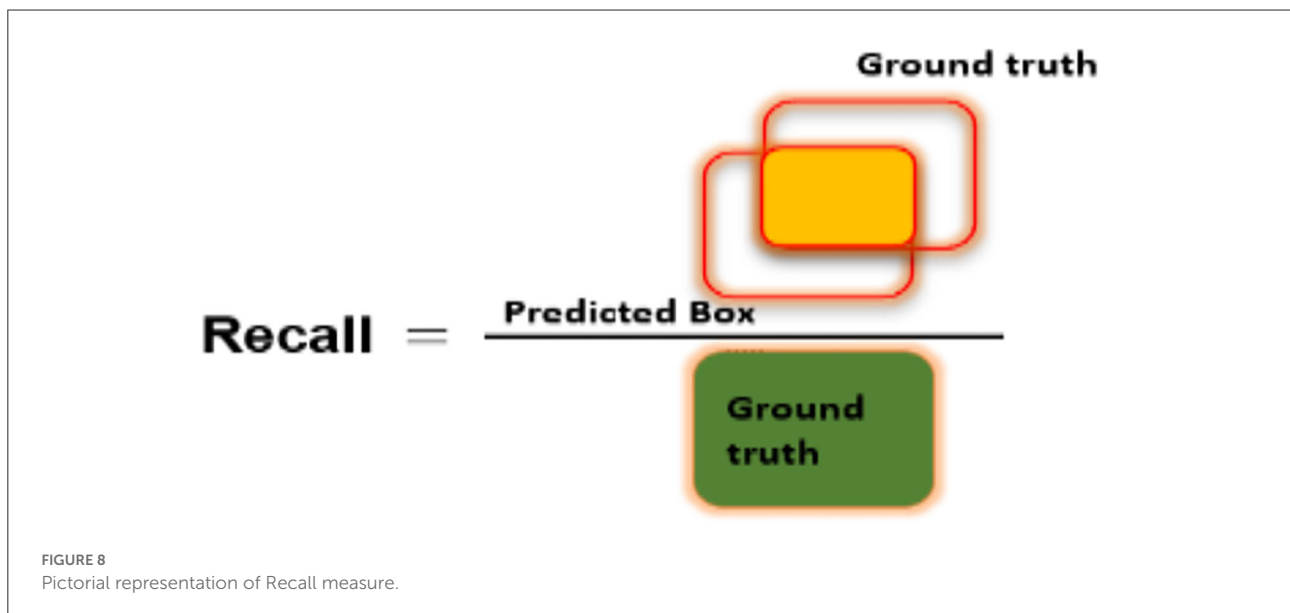 Ground truth
Predicted Box
Recall =
Ground
truth
FIGURE 8
Pictorial representation of Recall measure.